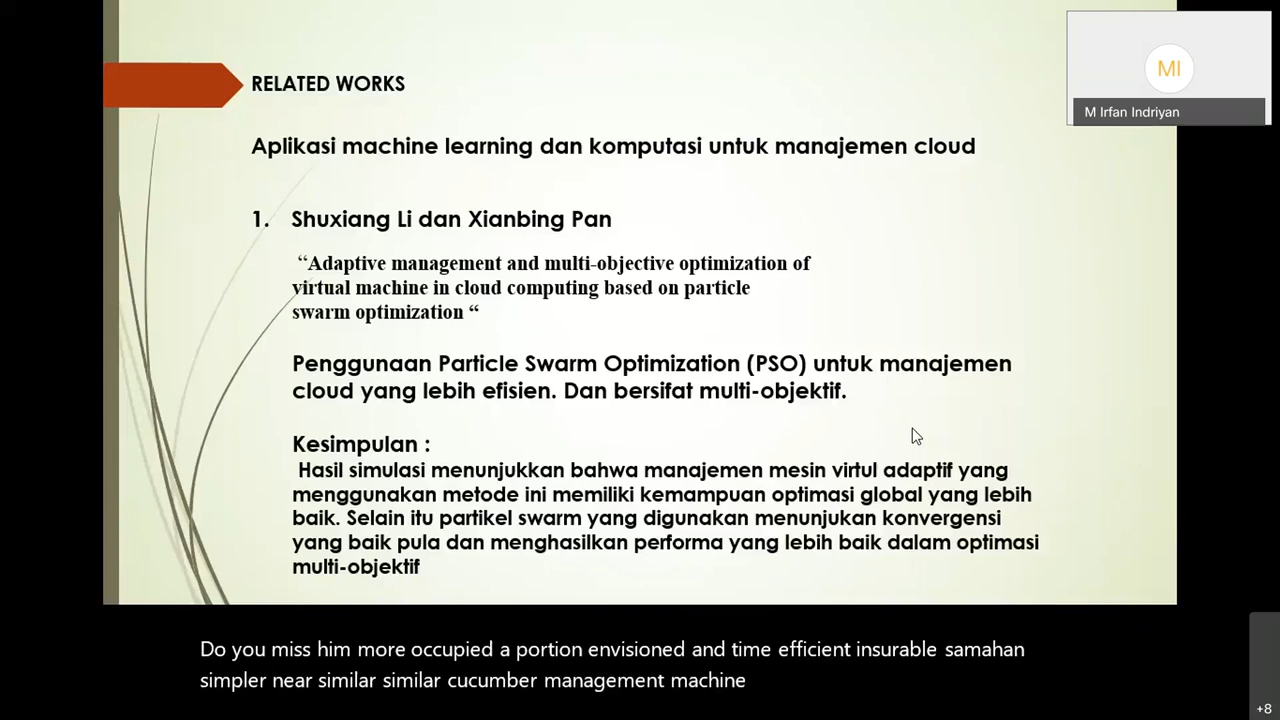 RELATED WORKS
Aplikasi machine learning dan komputasi untuk manajemen cloud
1. Shuxiang Li dan Xianbing Pan
“Adaptive management and multi-objective optimization of
virtual machine in cloud computing based on particle
swarm optimization “
Penggunaan Particle Swarm Optimization (PSO) untuk manajemen
cloud yang lebih efisien. Dan bersifat multi-objektif.
Kesimpulan :
Hasil simulasi menunjukkan bahwa manajemen mesin virtul adaptif yang
menggunakan metode ini memiliki kemampuan optimasi global yang lebih
baik. Selain itu partikel swarm yang digunakan menunjukan konvergensi
yang baik pula dan menghasilkan performa yang lebih baik dalam optimasi
multi-objektif
MI
M Irfan Indriyan
Do you miss him more occupied a portion envisioned and time efficient insurable samahan
simpler near similar similar cucumber management machine
+8